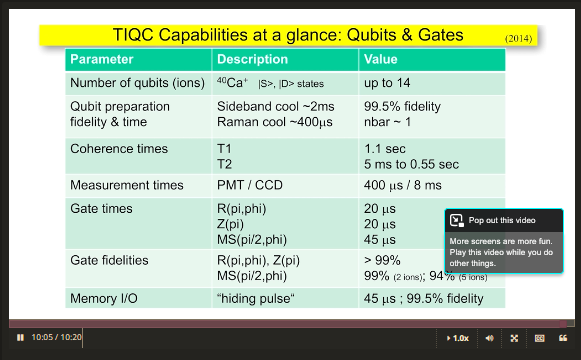 TIQC Capabilities at a glance: Qubits & Gates (2014)
Parameter Description Value
Number of qubits (ions) ⁴⁰Ca⁺ |S>, |D> states up to 14
Qubit preparation Sideband cool ~2ms 99.5% fidelity
fidelity & time Raman cool ~400μs nbar ~ 1
Coherence times T1 1.1 sec
T2 5 ms to 0.55 sec
Measurement times PMT / CCD 400 μs / 8 ms
Gate times R(pi,phi) 20 μs
Z(pi) 20 μs
MS(pi/2,phi) 45 μs
Pop out this video
More screens are more fun.
Play this video while you do
other things.
Gate fidelities R(pi,phi), Z(pi) > 99%
MS(pi/2,phi) 99% (2 ions); 94% (5 ions)
Memory I/O "hiding pulse" 45 μs ; 99.5% fidelity
10:05 / 10:20 1.0x